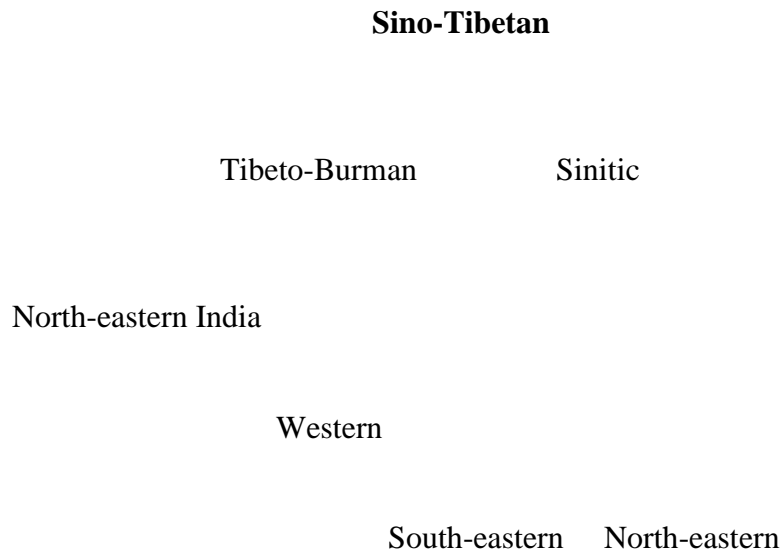 Sino-Tibetan
Tibeto-Burman Sinitic
North-eastern India
Western
South-eastern North-eastern